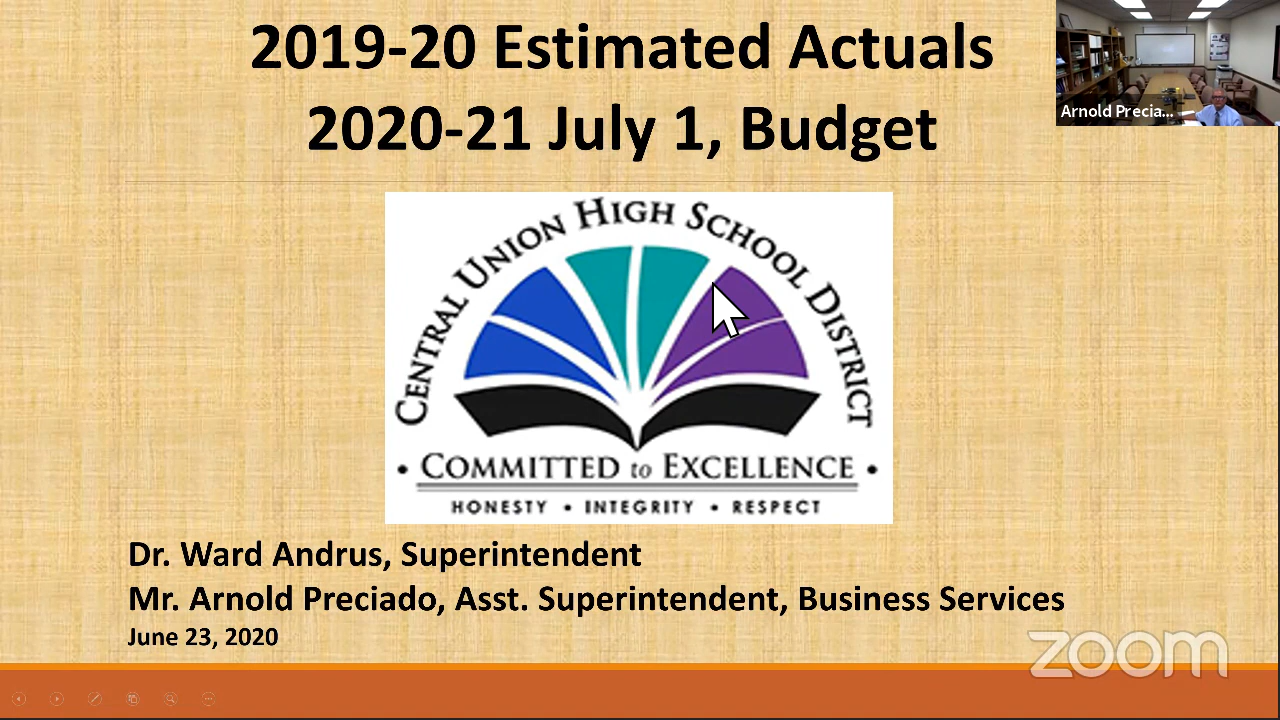 2019-20 Estimated Actuals
2020-21 July 1, Budget
Arnold Precia...
CENTRAL UNION HIGH SCHOOL DISTRICT
• COMMITTED to EXCELLENCE •
HONESTY • INTEGRITY • RESPECT
Dr. Ward Andrus, Superintendent
Mr. Arnold Preciado, Asst. Superintendent, Business Services
June 23, 2020
zoom